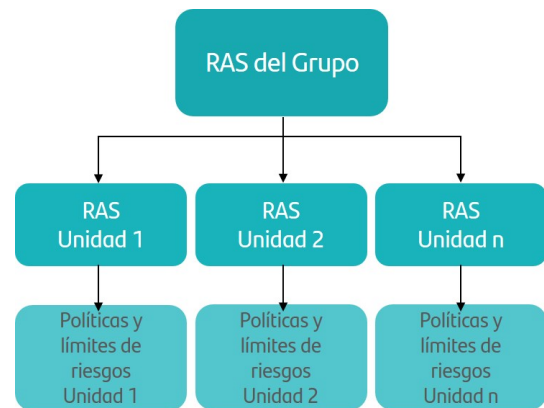 RAS del Grupo
RAS
Unidad 1
RAS
Unidad 2
RAS
Unidad n
Políticas y
límites de
riesgos
Unidad 1
Políticas y
límites de
riesgos
Unidad 2
Políticas y
límites de
riesgos
Unidad n